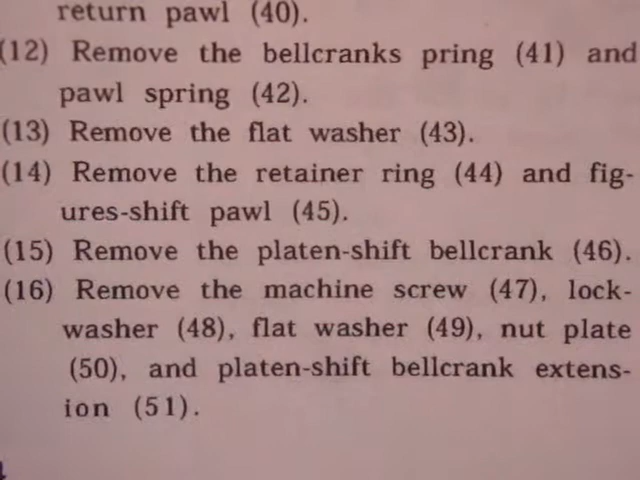 return pawl (40).
(12) Remove the bellcranks pring (41) and
pawl spring (42).
(13) Remove the flat washer (43).
(14) Remove the retainer ring (44) and fig-
ures-shift pawl (45).
(15) Remove the platen-shift bellcrank (46).
(16) Remove the machine screw (47), lock-
washer (48), flat washer (49), nut plate
(50), and platen-shift bellcrank extens-
ion (51).